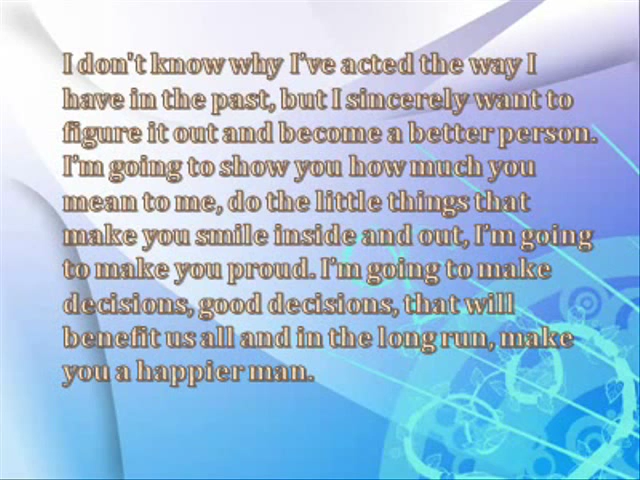 I don't know why I've acted the way I
have in the past, but I sincerely want to
figure it out and become a better person.
I'm going to show you how much you
mean to me, do the little things that
make you smile inside and out, I'm going
to make you proud. I'm going to make
decisions, good decisions, that will
benefit us all and in the long run, make
you a happier man.